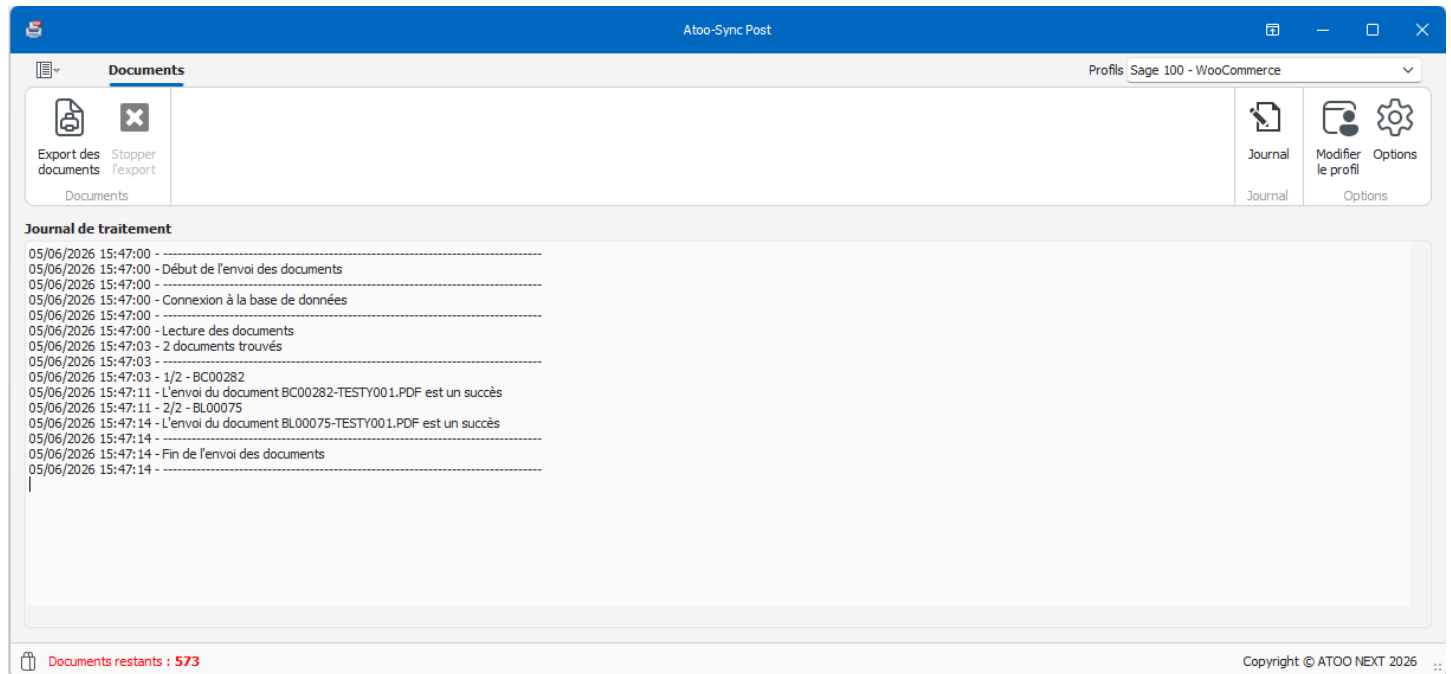 Atoo-Sync Post
Documents
Profils Sage 100 - WooCommerce
Export des documents
Stopper l'export
Documents
Journal
Journal
Modifier le profil
Options
Options
Journal de traitement
05/06/2026 15:47:00 - --------------------------------------------------------------------------------
05/06/2026 15:47:00 - Début de l'envoi des documents
05/06/2026 15:47:00 - --------------------------------------------------------------------------------
05/06/2026 15:47:00 - Connexion à la base de données
05/06/2026 15:47:00 - --------------------------------------------------------------------------------
05/06/2026 15:47:00 - Lecture des documents
05/06/2026 15:47:03 - 2 documents trouvés
05/06/2026 15:47:03 - --------------------------------------------------------------------------------
05/06/2026 15:47:03 - 1/2 - BC00282
05/06/2026 15:47:11 - L'envoi du document BC00282-TESTY001.PDF est un succès
05/06/2026 15:47:11 - 2/2 - BL00075
05/06/2026 15:47:14 - L'envoi du document BL00075-TESTY001.PDF est un succès
05/06/2026 15:47:14 - --------------------------------------------------------------------------------
05/06/2026 15:47:14 - Fin de l'envoi des documents
05/06/2026 15:47:14 - --------------------------------------------------------------------------------
Documents restants : 573
Copyright © ATOO NEXT 2026